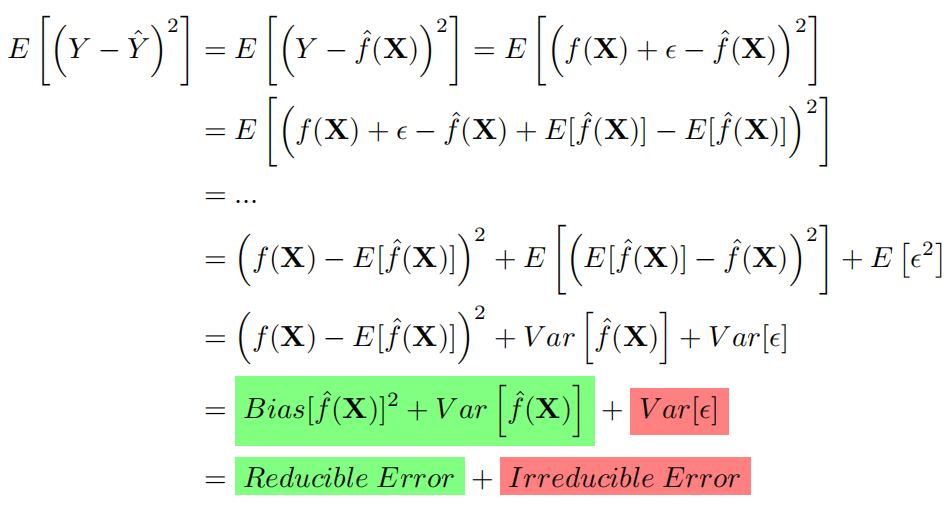 E[(Y − Ŷ)²] = E[(Y − f̂(X))²] = E[(f(X) + ϵ − f̂(X))²]
= E[(f(X) + ϵ − f̂(X) + E[f̂(X)] − E[f̂(X)])²]
= ...
= (f(X) − E[f̂(X)])² + E[(E[f̂(X)] − f̂(X))²] + E[ϵ²]
= (f(X) − E[f̂(X)])² + Var[f̂(X)] + Var[ϵ]
= Bias[f̂(X)]² + Var[f̂(X)] + Var[ϵ]
= Reducible Error + Irreducible Error